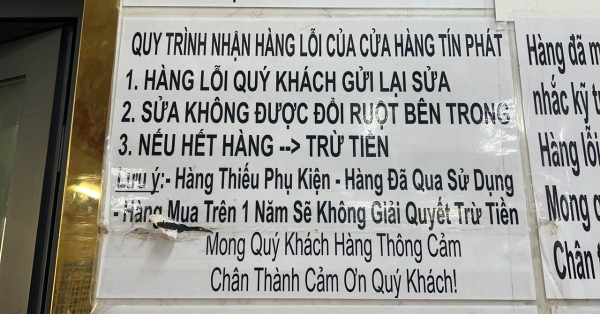 QUY TRÌNH NHẬN HÀNG LỖI CỦA CỬA HÀNG TÍN PHÁT
1. HÀNG LỖI QUÝ KHÁCH GỬI LẠI SỬA
2. SỬA KHÔNG ĐƯỢC ĐỔI RUỘT BÊN TRONG
3. NẾU HẾT HÀNG --> TRỪ TIỀN
Lưu ý:- Hàng Thiếu Phụ Kiện - Hàng Đã Qua Sử Dụng
- Hàng Mua Trên 1 Năm Sẽ Không Giải Quyết Trừ Tiền
Mong Quý Khách Hàng Thông Cảm
Chân Thành Cảm Ơn Quý Khách!
Hàng đã
nhắc kỹ
Hàng lỗi
Mong
Chân